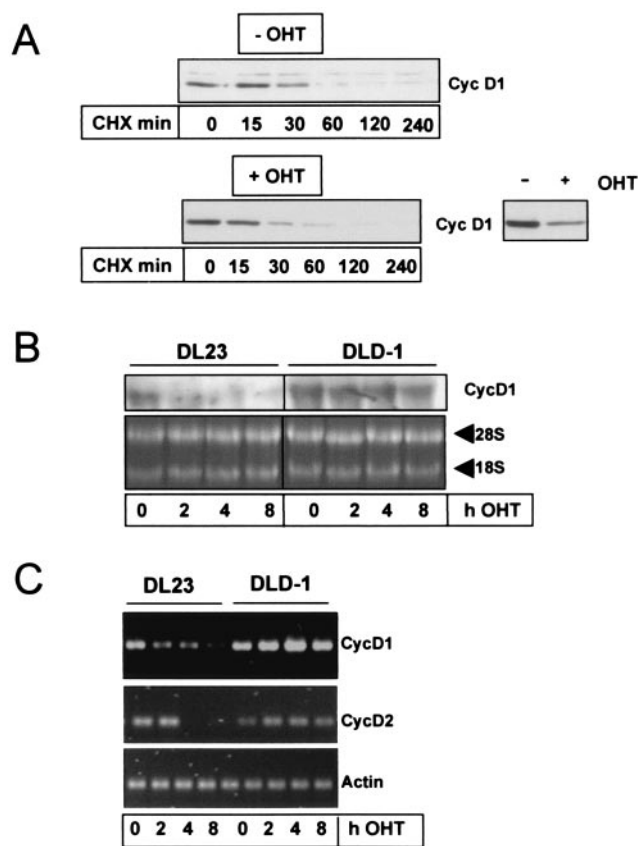 A
- OHT
Cyc D1
CHX min 0 15 30 60 120 240
+ OHT
- + OHT
Cyc D1
CHX min 0 15 30 60 120 240
B
DL23 DLD-1
CycD1
28S
18S
0 2 4 8 0 2 4 8 h OHT
C
DL23 DLD-1
CycD1
CycD2
Actin
0 2 4 8 0 2 4 8 h OHT